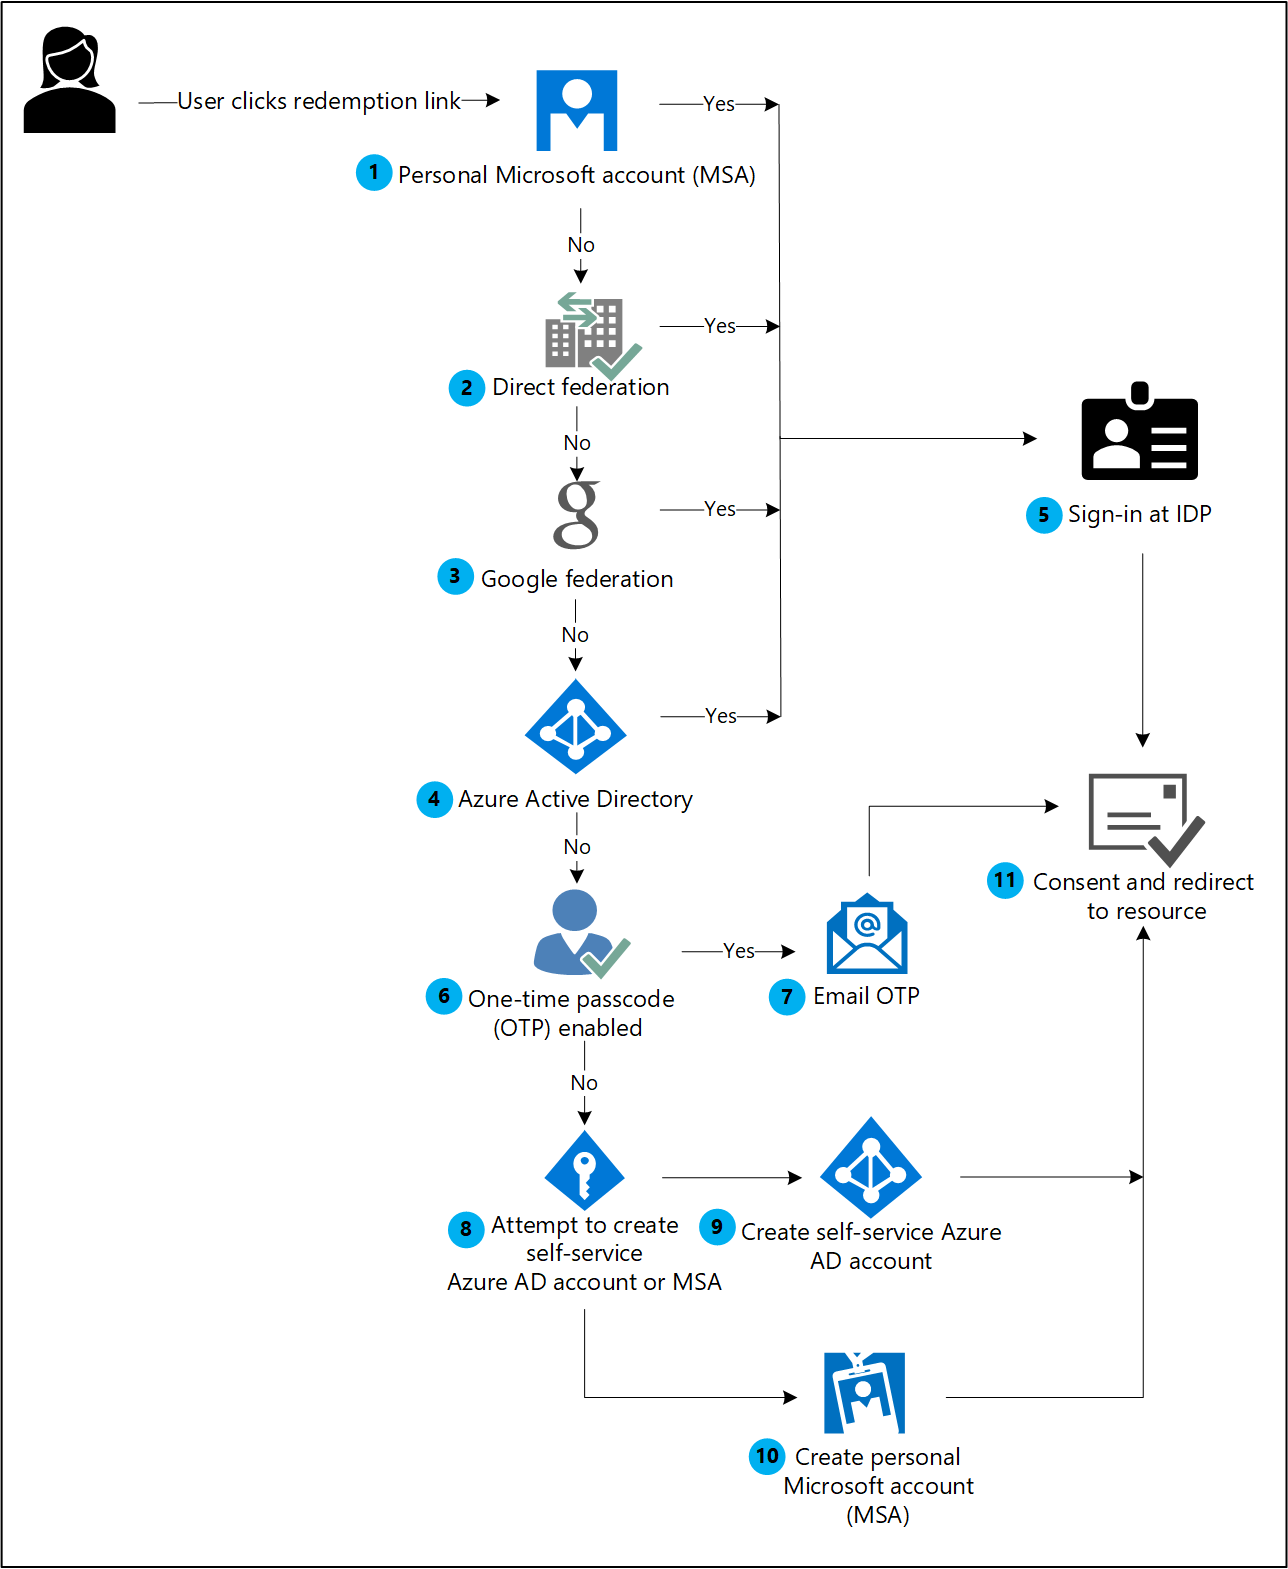 User clicks redemption link
Yes
1 Personal Microsoft account (MSA)
No
Yes
2 Direct federation
No
Yes
3 Google federation
No
Yes
4 Azure Active Directory
5 Sign-in at IDP
No
Yes
6 One-time passcode
(OTP) enabled
7 Email OTP
11 Consent and redirect
to resource
No
8 Attempt to create
self-service
Azure AD account or MSA
9 Create self-service Azure
AD account
10 Create personal
Microsoft account
(MSA)